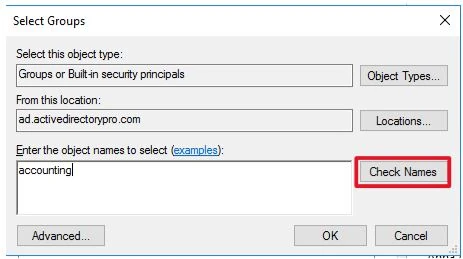 Select Groups
Select this object type:
Groups or Built-in security principals
Object Types...
From this location:
ad.activedirectorypro.com
Locations...
Enter the object names to select (examples):
accounting
Check Names
Advanced...
OK
Cancel